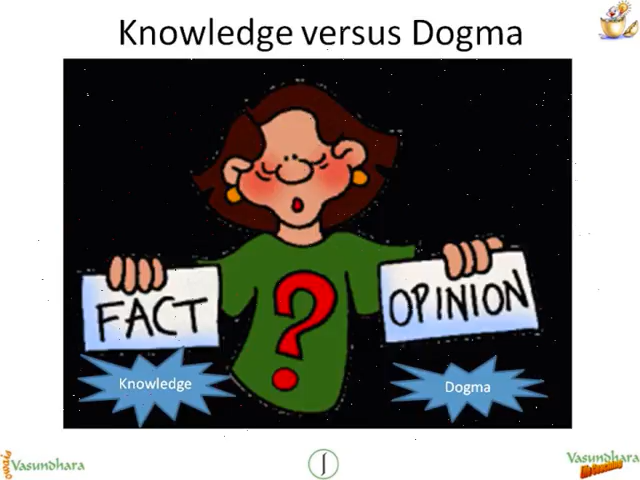 Knowledge versus Dogma
FACT
OPINION
?
Knowledge
Dogma
Vasundhara
Vasundhara